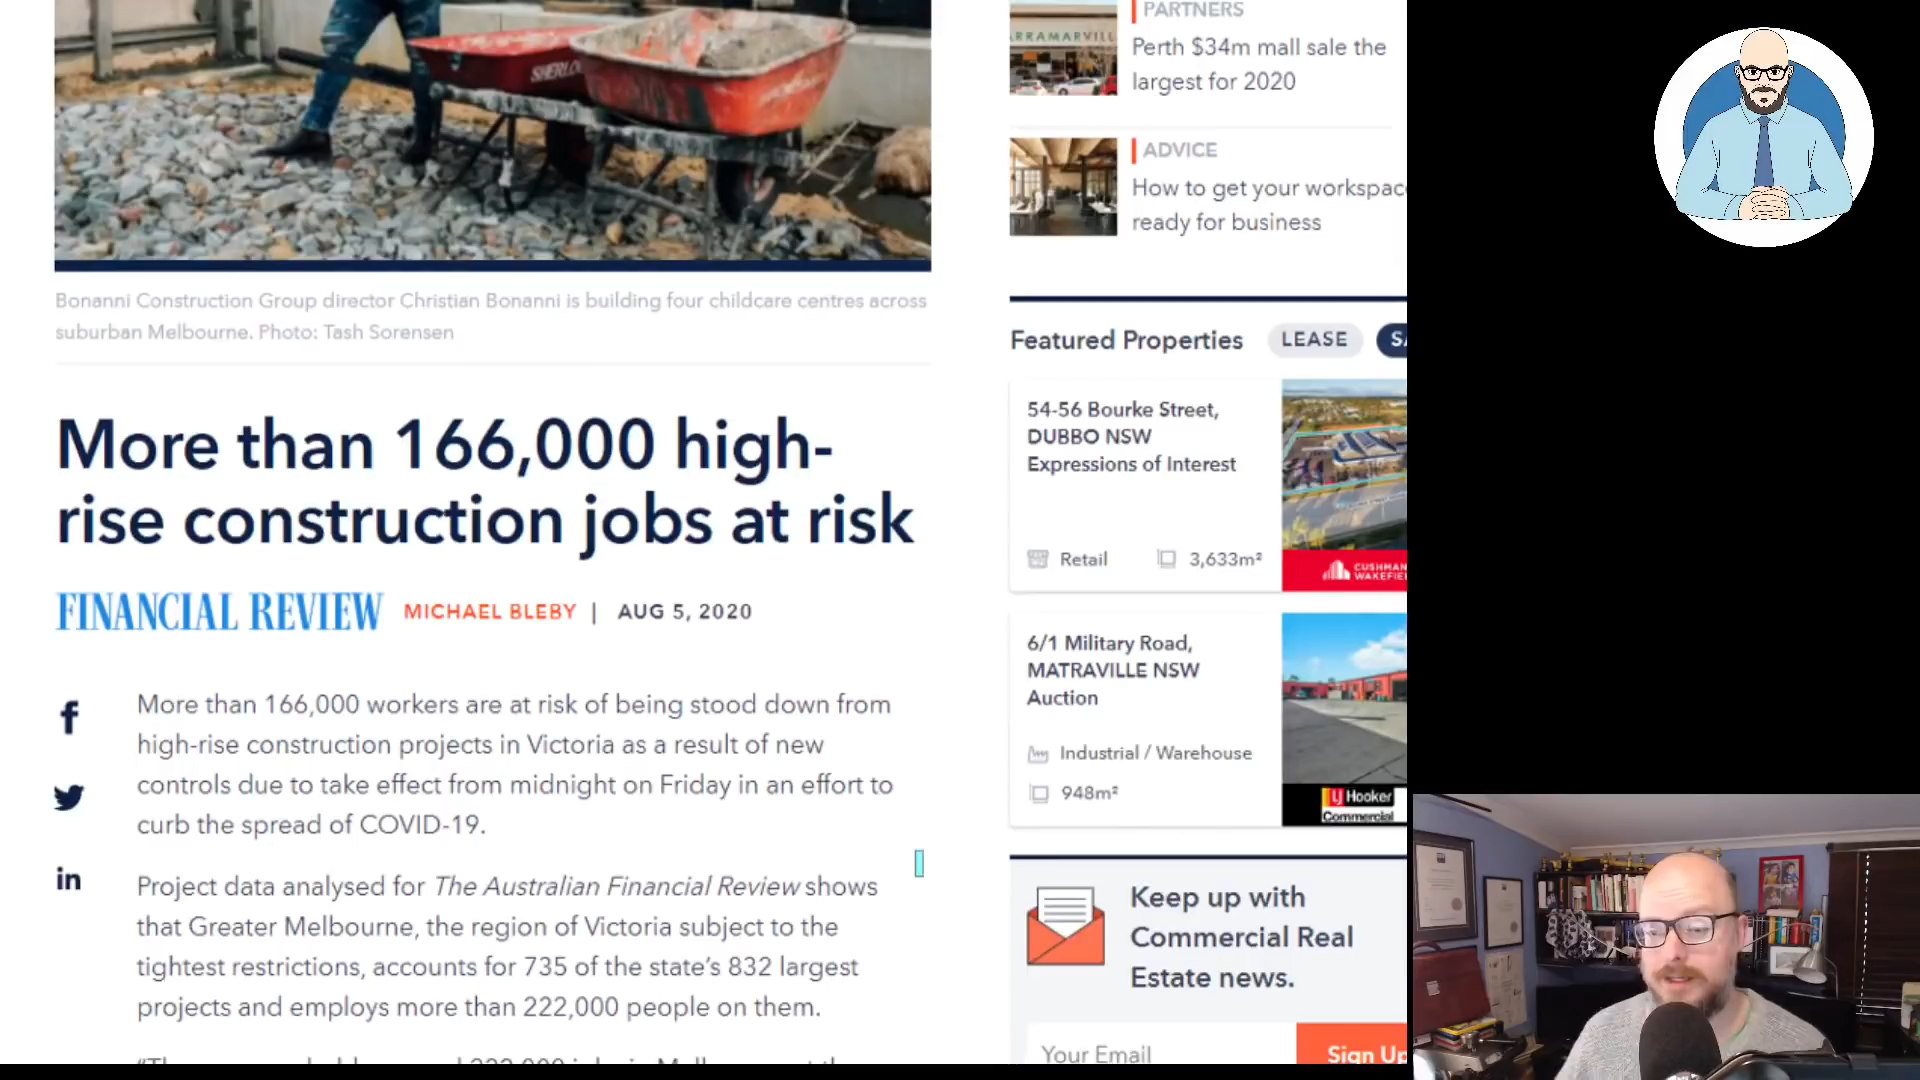 Bonanni Construction Group director Christian Bonanni is building four childcare centres across
suburban Melbourne. Photo: Tash Sorensen
More than 166,000 high-
rise construction jobs at risk
FINANCIAL REVIEW MICHAEL BLEBY | AUG 5, 2020
More than 166,000 workers are at risk of being stood down from
high-rise construction projects in Victoria as a result of new
controls due to take effect from midnight on Friday in an effort to
curb the spread of COVID-19.
Project data analysed for The Australian Financial Review shows
that Greater Melbourne, the region of Victoria subject to the
tightest restrictions, accounts for 735 of the state's 832 largest
projects and employs more than 222,000 people on them.
f
in
PARTNERS
Perth $34m mall sale the
largest for 2020
ADVICE
How to get your workspac
ready for business
Featured Properties LEASE
54-56 Bourke Street,
DUBBO NSW
Expressions of Interest
Retail 3,633m²
CUSHMAN
WAKEFIE
6/1 Military Road,
MATRAVILLE NSW
Auction
Industrial / Warehouse
948m²
LJ Hooker
Commercial
Keep up with
Commercial Real
Estate news.
Your Email Sign Up